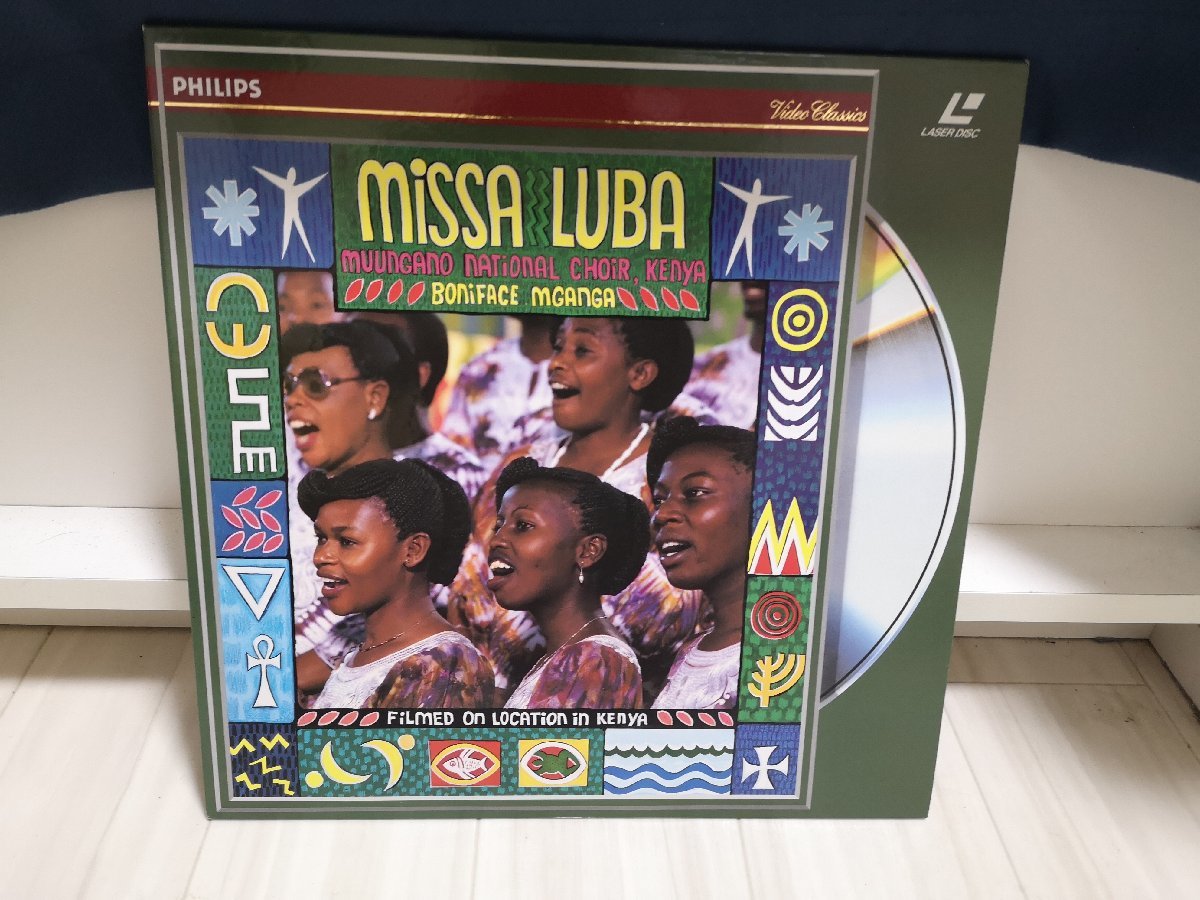 PHILIPS
Video Classics
LASER DISC
MISSA LUBA
MUUNGANO NATIONAL CHOIR, KENYA
BONIFACE MGANGA
FILMED ON LOCATION IN KENYA